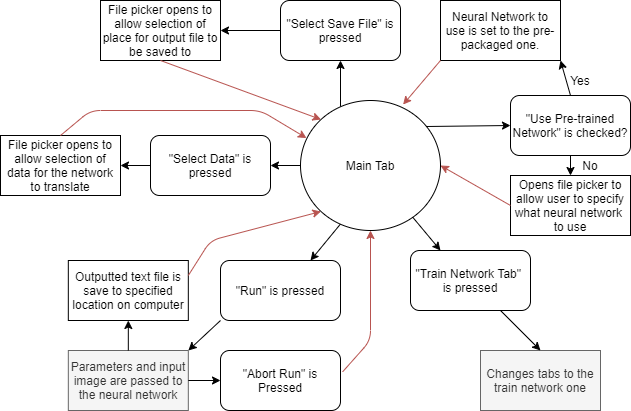 File picker opens to
allow selection of
place for output file to
be saved to
"Select Save File" is
pressed
Neural Network to
use is set to the pre-
packaged one.
Yes
"Use Pre-trained
Network" is checked?
No
File picker opens to
allow selection of
data for the network
to translate
"Select Data" is
pressed
Main Tab
Opens file picker to
allow user to specify
what neural network
to use
Outputted text file is
save to specified
location on computer
"Run" is pressed
"Train Network Tab"
is pressed
Parameters and input
image are passed to
the neural network
"Abort Run" is
Pressed
Changes tabs to the
train network one